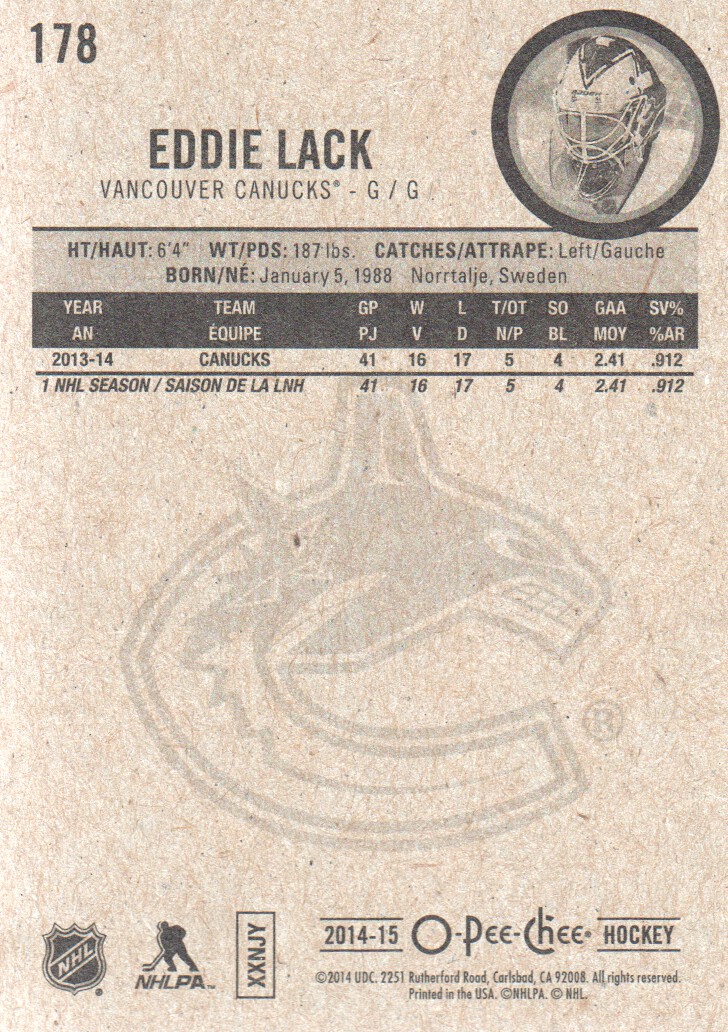 178
EDDIE LACK
VANCOUVER CANUCKS® - G / G
HT/HAUT: 6'4" WT/PDS: 187 lbs. CATCHES/ATTRAPE: Left/Gauche
BORN/NÉ: January 5, 1988 Norrtalje, Sweden
YEAR TEAM GP W L T/OT SO GAA SV%
AN ÉQUIPE PJ V D N/P BL MOY %AR
2013-14 CANUCKS 41 16 17 5 4 2.41 .912
1 NHL SEASON / SAISON DE LA LNH 41 16 17 5 4 2.41 .912
®
NHL ®
NHLPA™
XXNJY
2014-15 O-Pee-Chee® HOCKEY
©2014 UDC. 2251 Rutherford Road, Carlsbad, CA 92008. All rights reserved.
Printed in the USA. ©NHLPA. © NHL.